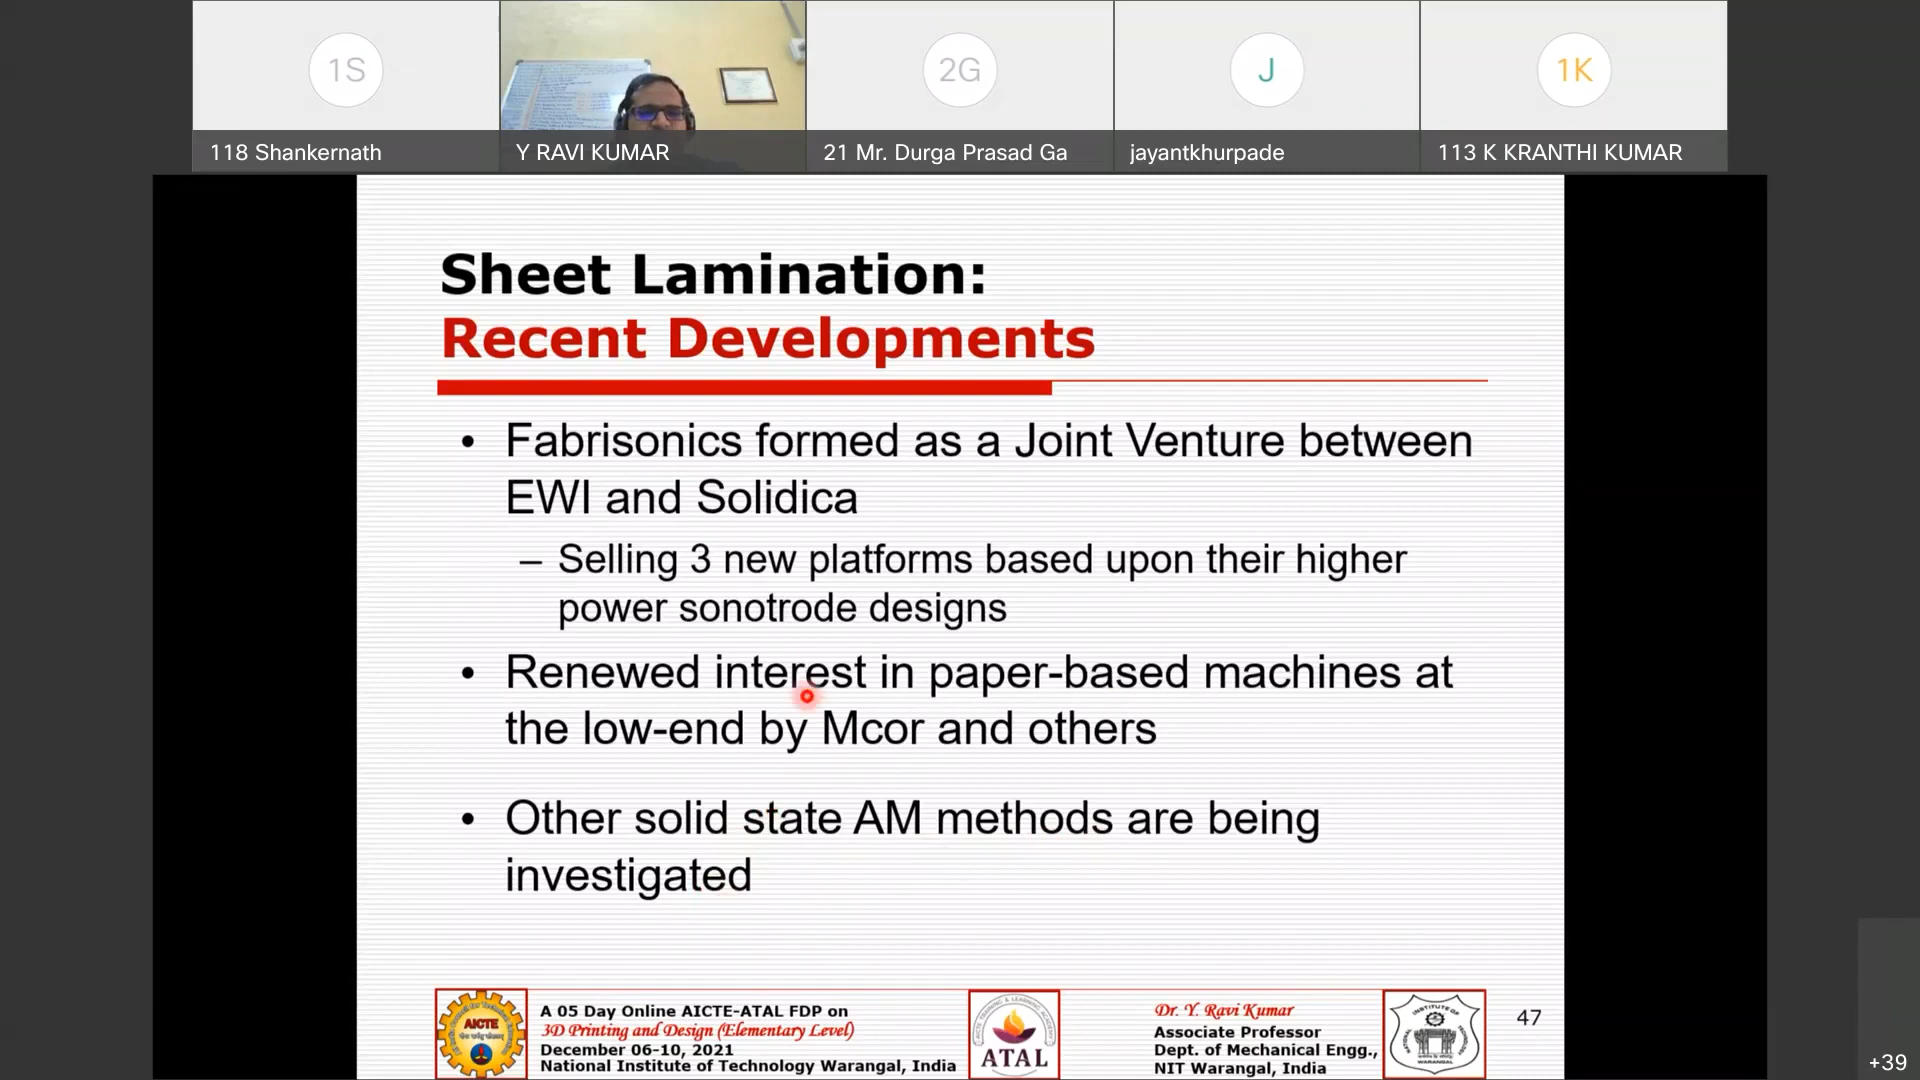 1S
2G
J
1K
118 Shankernath
Y RAVI KUMAR
21 Mr. Durga Prasad Ga
jayantkhurpade
113 K KRANTHI KUMAR
Sheet Lamination:
Recent Developments
• Fabrisonics formed as a Joint Venture between
EWI and Solidica
– Selling 3 new platforms based upon their higher
power sonotrode designs
• Renewed interest in paper-based machines at
the low-end by Mcor and others
• Other solid state AM methods are being
investigated
AICTE
A 05 Day Online AICTE-ATAL FDP on
3D Printing and Design (Elementary Level)
December 06-10, 2021
National Institute of Technology Warangal, India
ATAL
Dr. Y. Ravi Kumar
Associate Professor
Dept. of Mechanical Engg.,
NIT Warangal, India
47
+39